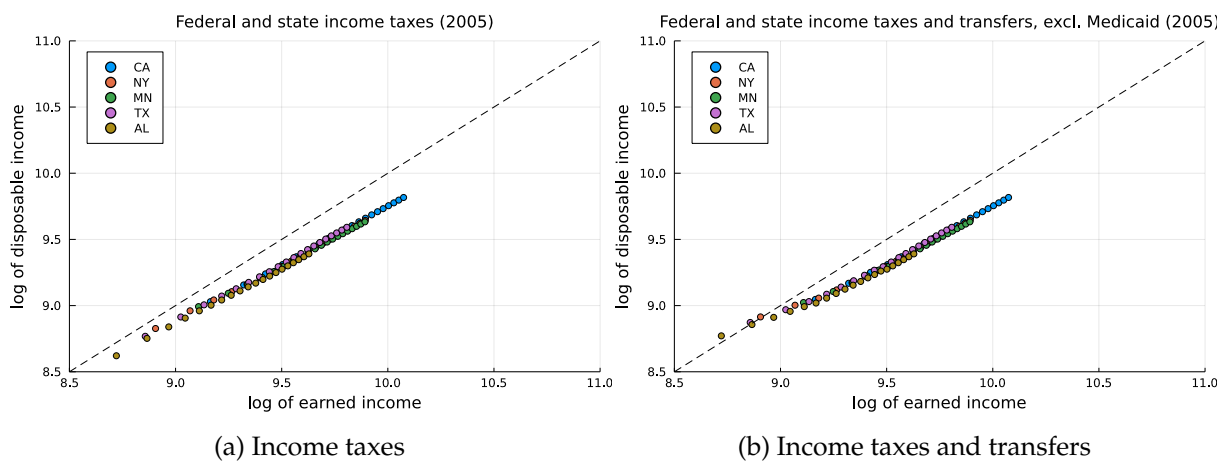 Federal and state income taxes (2005)
11.0
10.5
10.0
9.5
9.0
8.5
8.5
9.0
9.5
10.0
10.5
11.0
log of disposable income
log of earned income
CA
NY
MN
TX
AL
(a) Income taxes
Federal and state income taxes and transfers, excl. Medicaid (2005)
11.0
10.5
10.0
9.5
9.0
8.5
8.5
9.0
9.5
10.0
10.5
11.0
log of disposable income
log of earned income
CA
NY
MN
TX
AL
(b) Income taxes and transfers